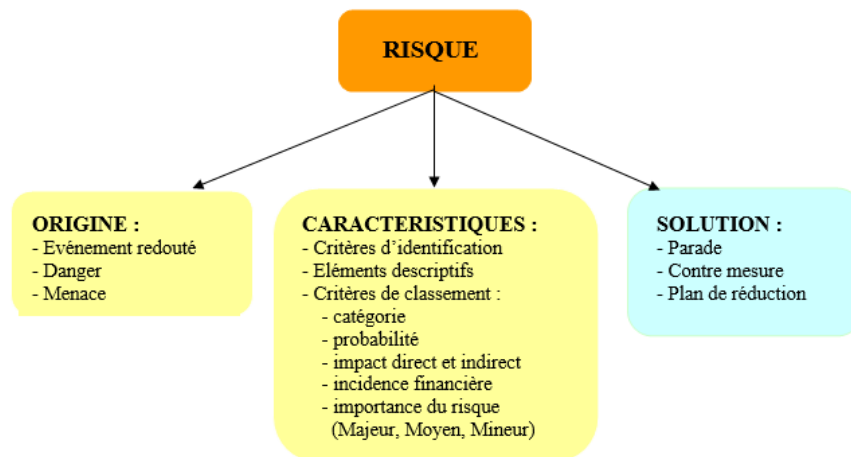 RISQUE
ORIGINE :
- Evénement redouté
- Danger
- Menace
CARACTERISTIQUES :
- Critères d’identification
- Eléments descriptifs
- Critères de classement :
- catégorie
- probabilité
- impact direct et indirect
- incidence financière
- importance du risque
(Majeur, Moyen, Mineur)
SOLUTION :
- Parade
- Contre mesure
- Plan de réduction